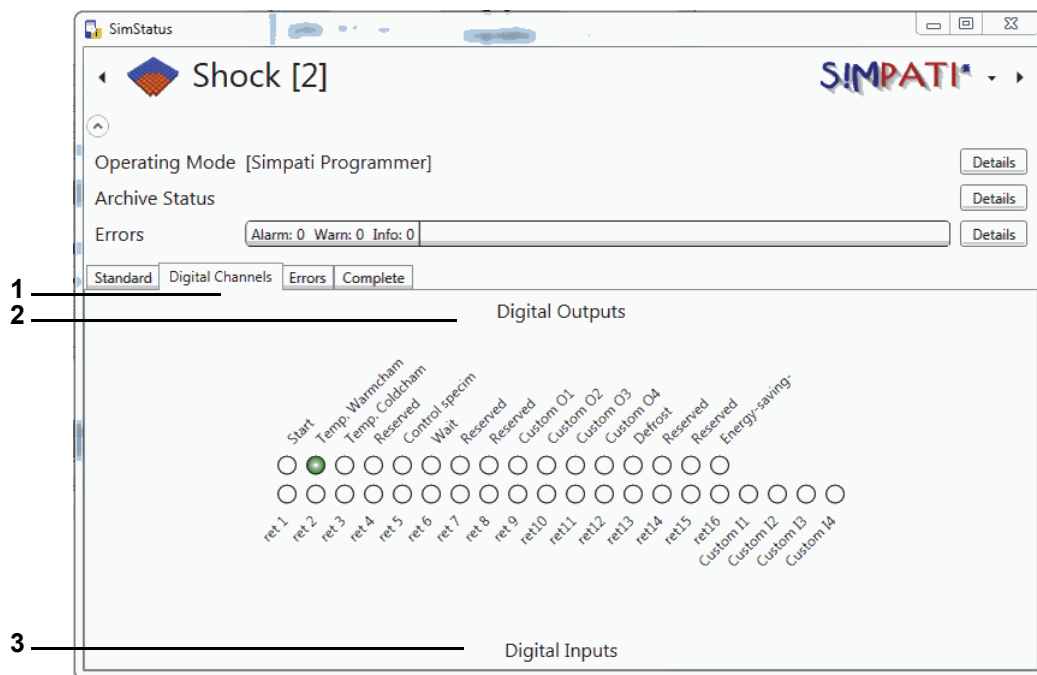 SimStatus
Shock [2]
S!MPATI*
Operating Mode [Simpati Programmer]
Details
Archive Status
Details
Errors
Alarm: 0 Warn: 0 Info: 0
Details
Standard
Digital Channels
Errors
Complete
1
2
Digital Outputs
Start
Temp. Warmcham
Temp. Coldcham
Reserved
Control specim
Wait
Reserved
Reserved
Custom O1
Custom O2
Custom O3
Custom O4
Defrost
Reserved
Reserved
Energy-saving-
ret 1
ret 2
ret 3
ret 4
ret 5
ret 6
ret 7
ret 8
ret 9
ret10
ret11
ret12
ret13
ret14
ret15
ret16
Custom I1
Custom I2
Custom I3
Custom I4
3
Digital Inputs